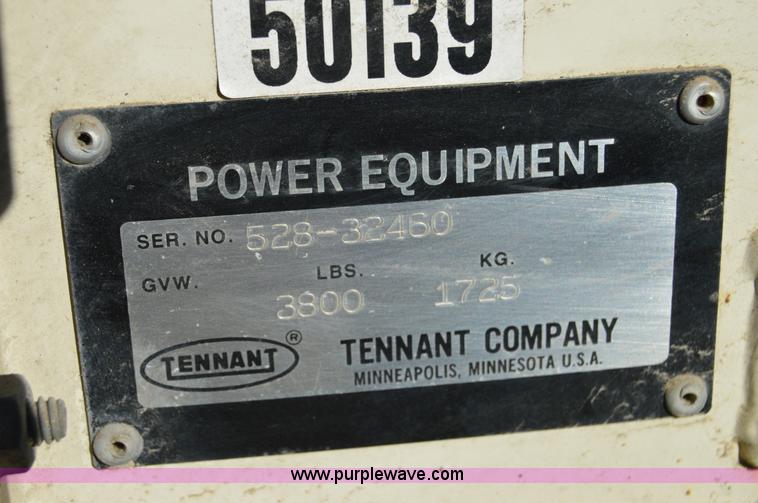 50139
POWER EQUIPMENT
SER. NO. 528-32460
GVW. LBS. KG.
3800 1725
TENNANT ® TENNANT COMPANY
MINNEAPOLIS, MINNESOTA U.S.A.
www.purplewave.com